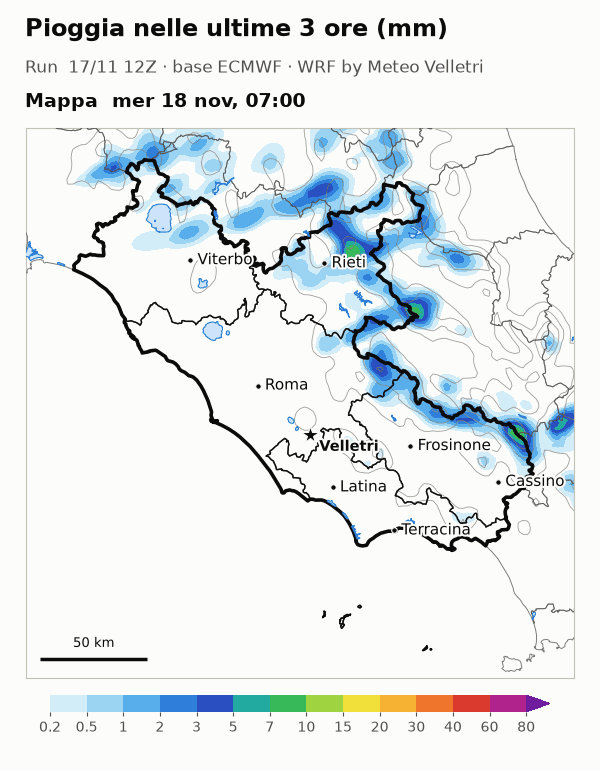 Pioggia nelle ultime 3 ore (mm)
Run  17/11 12Z · base ECMWF · WRF by Meteo Velletri
Mappa  mer 18 nov, 07:00
Viterbo
Rieti
Roma
Velletri
Frosinone
Latina
Cassino
Terracina
50 km
0.2 0.5 1 2 3 5 7 10 15 20 30 40 60 80